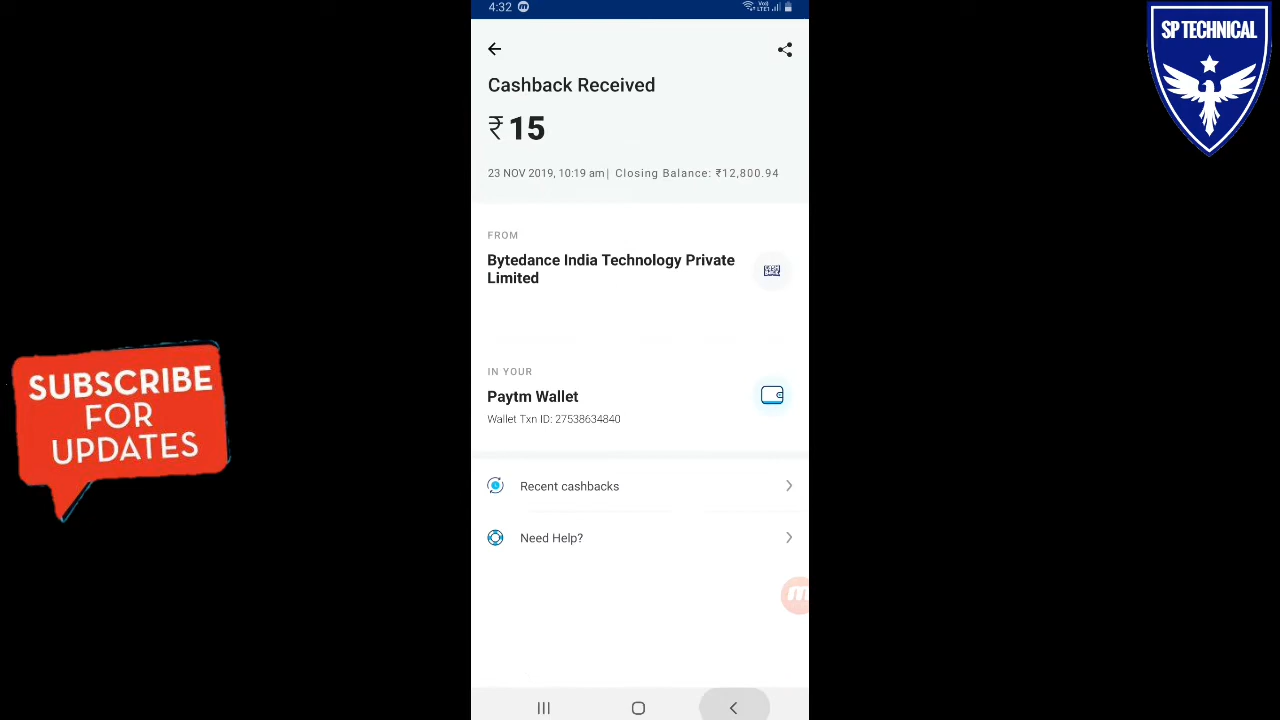 4:32
SP TECHNICAL
Cashback Received
₹15
23 NOV 2019, 10:19 am| Closing Balance: ₹12,800.94
FROM
Bytedance India Technology Private
Limited
IN YOUR
Paytm Wallet
Wallet Txn ID: 27538634840
SUBSCRIBE
FOR
UPDATES
Recent cashbacks
Need Help?